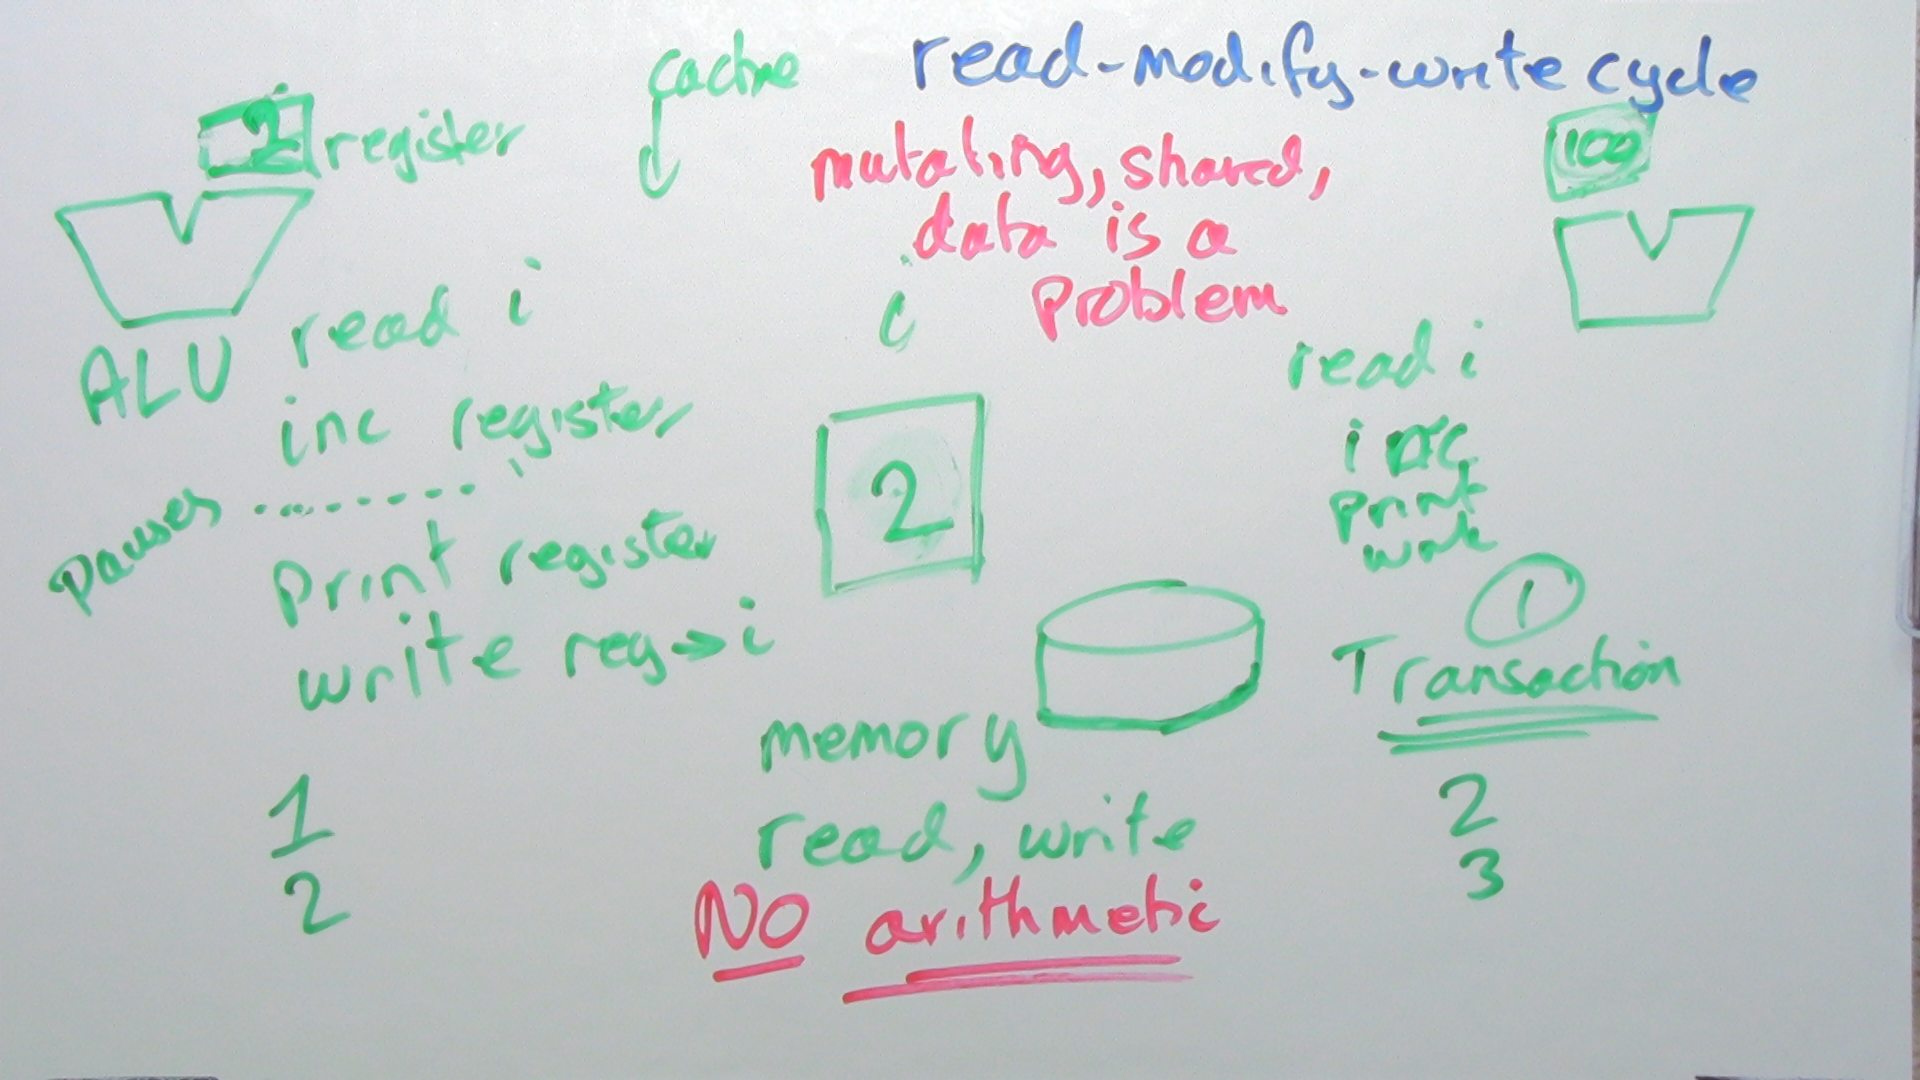 cache
read-modify-write cycle
2 register
100
mutating, shared,
data is a
problem
ALU
read i
inc register
pauses ........
print register
write reg→i
i
2
read i
inc
print
1
Transaction
memory
read, write
NO arithmetic
1
2
2
3